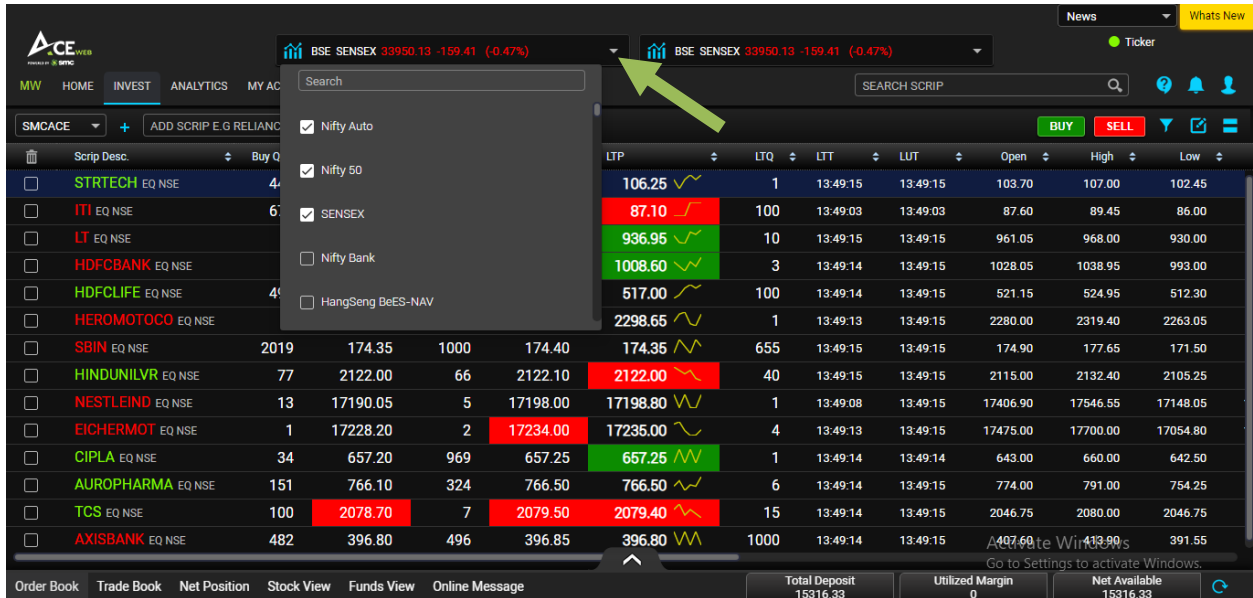 News
Whats New
ACE WEB
POWERED BY smc
BSE SENSEX 33950.13 -159.41 (-0.47%)
BSE SENSEX 33950.13 -159.41 (-0.47%)
Ticker
MW HOME INVEST ANALYTICS MY AC
Search
SEARCH SCRIP
SMCACE + ADD SCRIP E.G RELIANC
BUY SELL
Nifty Auto
Nifty 50
SENSEX
Nifty Bank
HangSeng BeES-NAV
Scrip Desc. Buy Q LTP LTQ LTT LUT Open High Low
STRTECH EQ NSE 44 106.25 1 13:49:15 13:49:15 103.70 107.00 102.45
ITI EQ NSE 87.10 100 13:49:03 13:49:03 87.60 89.45 86.00
LT EQ NSE 936.95 10 13:49:15 13:49:15 961.05 968.00 930.00
HDFCBANK EQ NSE 1008.60 3 13:49:14 13:49:14 1028.05 1038.95 993.00
HDFCLIFE EQ NSE 517.00 100 13:49:14 13:49:15 521.15 524.95 512.30
HEROMOTOCO EQ NSE 2298.65 1 13:49:13 13:49:15 2280.00 2319.40 2263.05
SBIN EQ NSE 2019 174.35 1000 174.40 174.35 655 13:49:15 13:49:15 174.90 177.65 171.50
HINDUNILVR EQ NSE 77 2122.00 66 2122.10 2122.00 40 13:49:15 13:49:15 2115.00 2132.40 2105.25
NESTLEIND EQ NSE 13 17190.05 5 17198.00 17198.80 1 13:49:08 13:49:15 17406.90 17546.55 17148.05
EICHERMOT EQ NSE 1 17228.20 2 17234.00 17235.00 4 13:49:13 13:49:15 17475.00 17700.00 17054.80
CIPLA EQ NSE 34 657.20 969 657.25 657.25 1 13:49:14 13:49:14 643.00 660.00 642.50
AUROPHARMA EQ NSE 151 766.10 324 766.50 766.50 6 13:49:14 13:49:15 774.00 791.00 754.25
TCS EQ NSE 100 2078.70 7 2079.50 2079.40 15 13:49:14 13:49:15 2046.75 2080.00 2046.75
AXISBANK EQ NSE 482 396.80 496 396.85 396.80 1000 13:49:14 13:49:15 407.60 413.90 391.55
Activate Windows
Go to Settings to activate Windows.
Order Book Trade Book Net Position Stock View Funds View Online Message
Total Deposit Utilized Margin Net Available
15316.33 0 15316.33